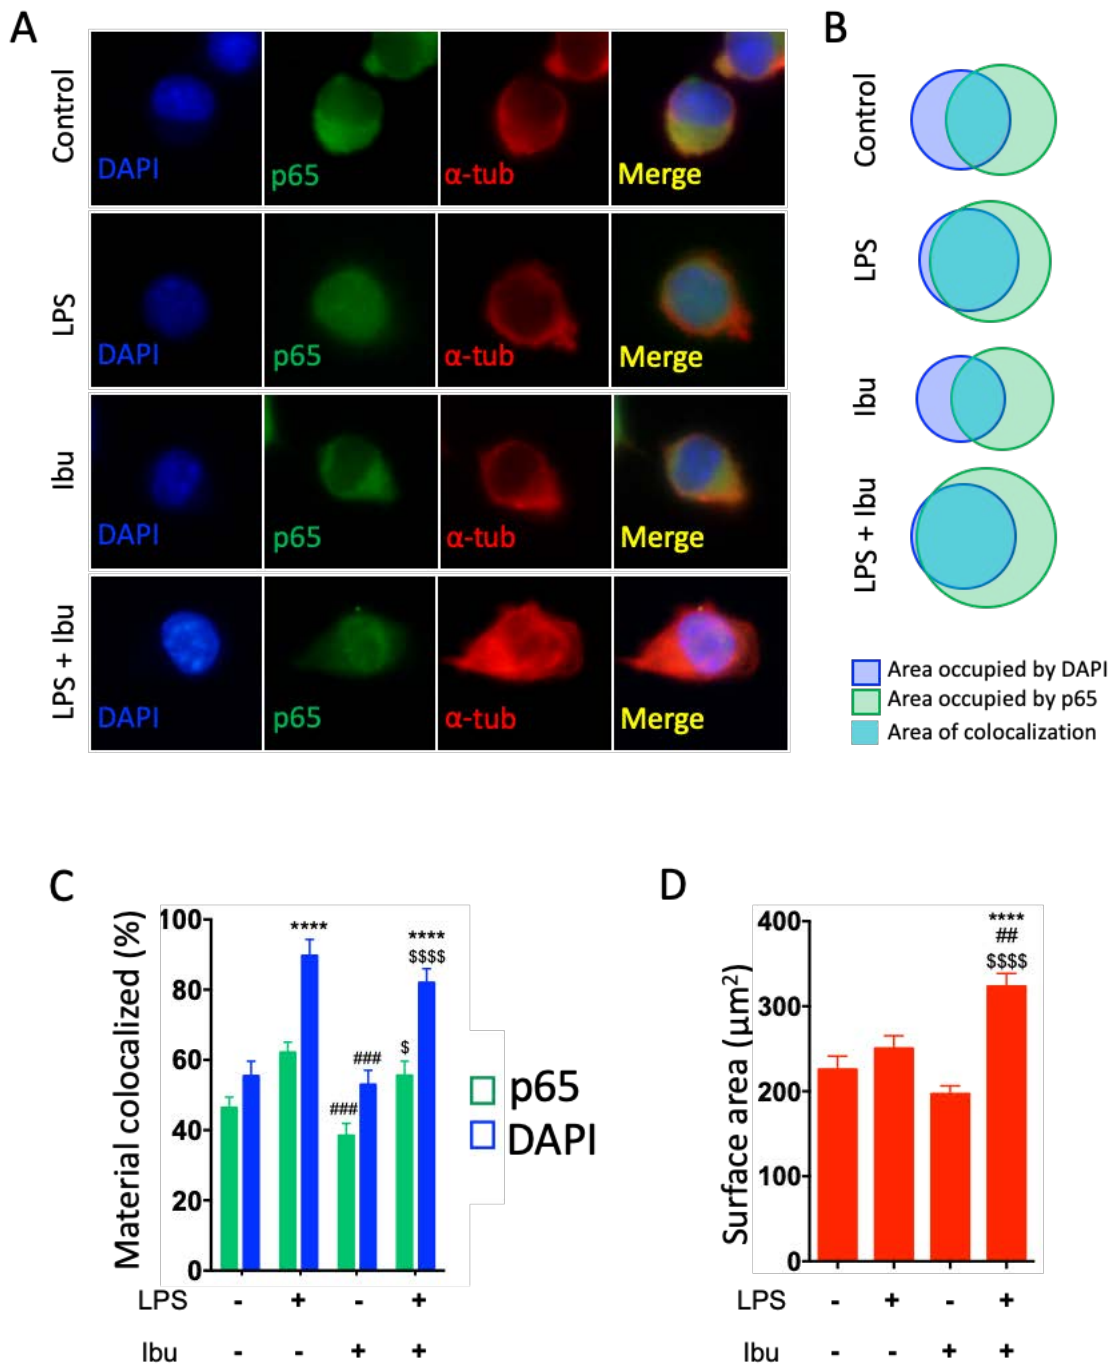 A
B
Control
DAPI
p65
α-tub
Merge
Control
LPS
DAPI
p65
α-tub
Merge
LPS
Ibu
DAPI
p65
α-tub
Merge
Ibu
LPS + Ibu
DAPI
p65
α-tub
Merge
LPS + Ibu
Area occupied by DAPI
Area occupied by p65
Area of colocalization
C
Material colocalized (%)
100
80
60
40
20
0
****
###
###
$
****
$$$$
p65
DAPI
LPS - + - +
Ibu - - + +
D
Surface area (µm²)
400
300
200
100
0
****
##
$$$$
LPS - + - +
Ibu - - + +